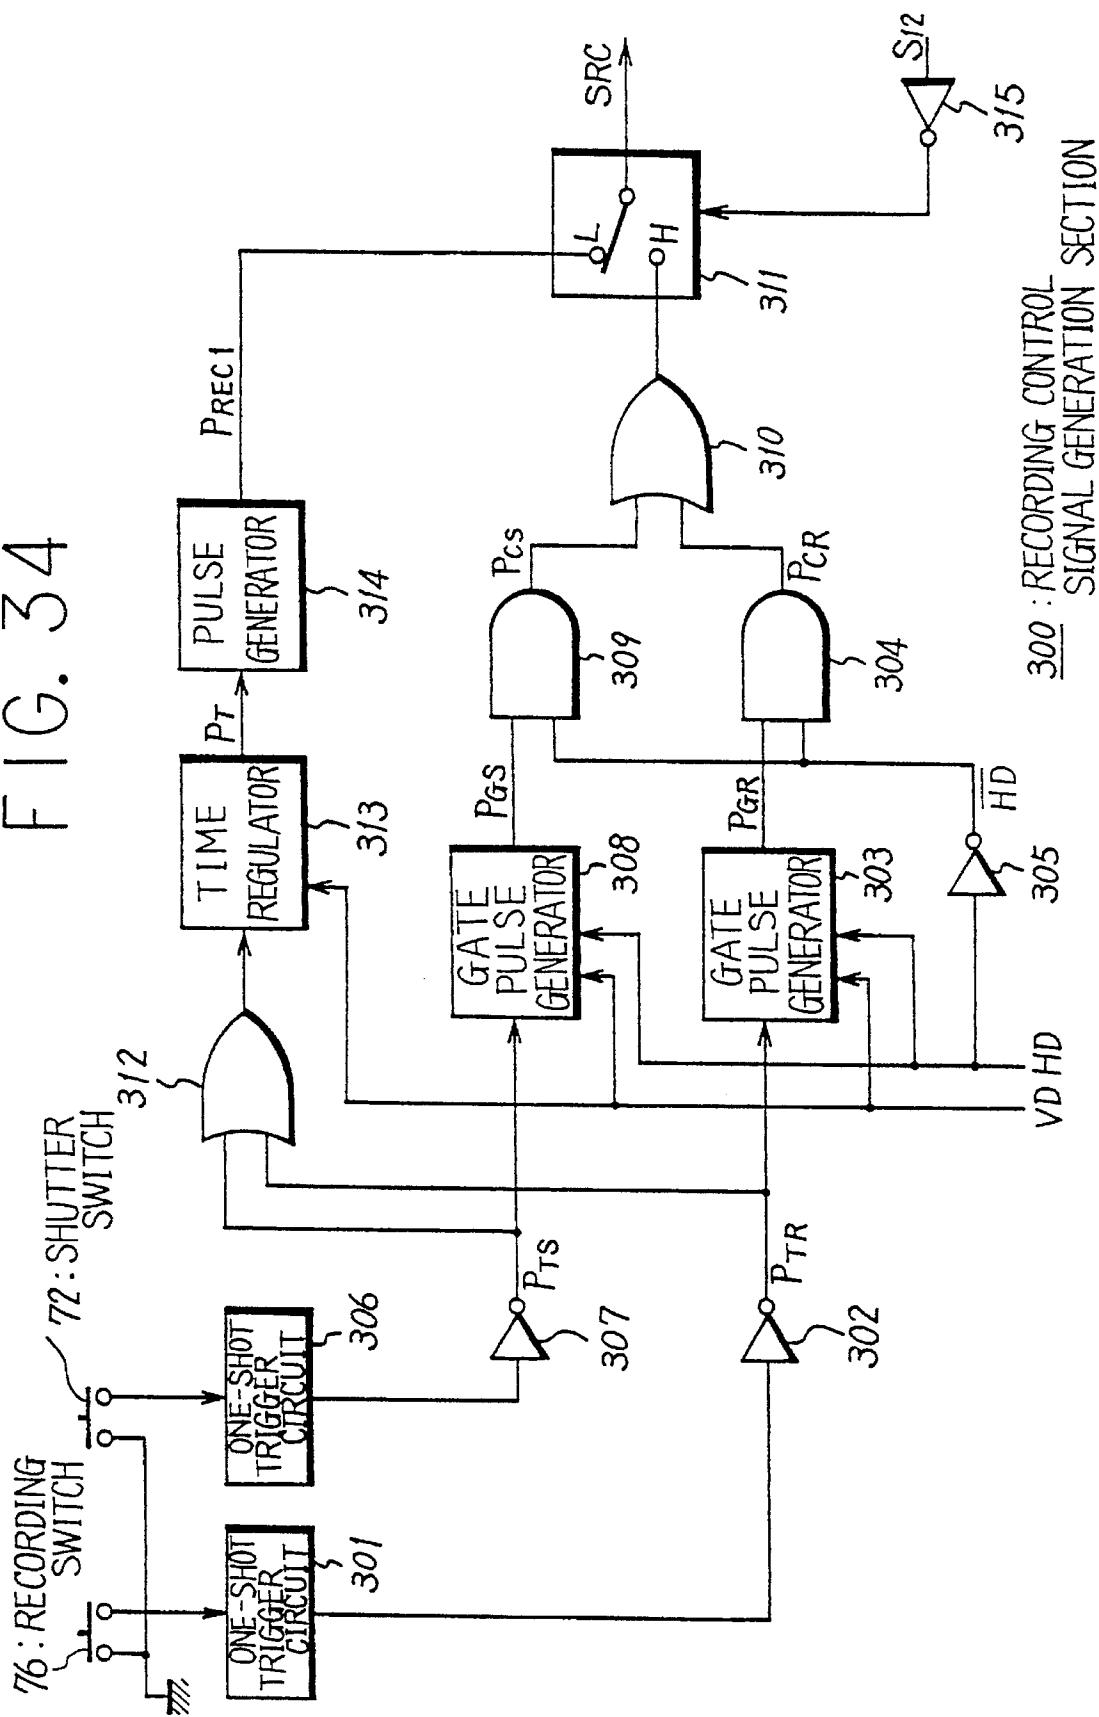 FIG. 34
76 : RECORDING
SWITCH
72 : SHUTTER
SWITCH
ONE-SHOT
TRIGGER
CIRCUIT
301
ONE-SHOT
TRIGGER
CIRCUIT
306
307
PTS
302
PTR
312
TIME
REGULATOR
313
PT
PULSE
GENERATOR
314
PREC1
GATE
PULSE
GENERATOR
308
PGS
309
PCS
GATE
PULSE
GENERATOR
303
PGR
304
PCR
VD
HD
305
HD
310
L
H
311
SRC
S12
315
300 : RECORDING CONTROL
SIGNAL GENERATION SECTION